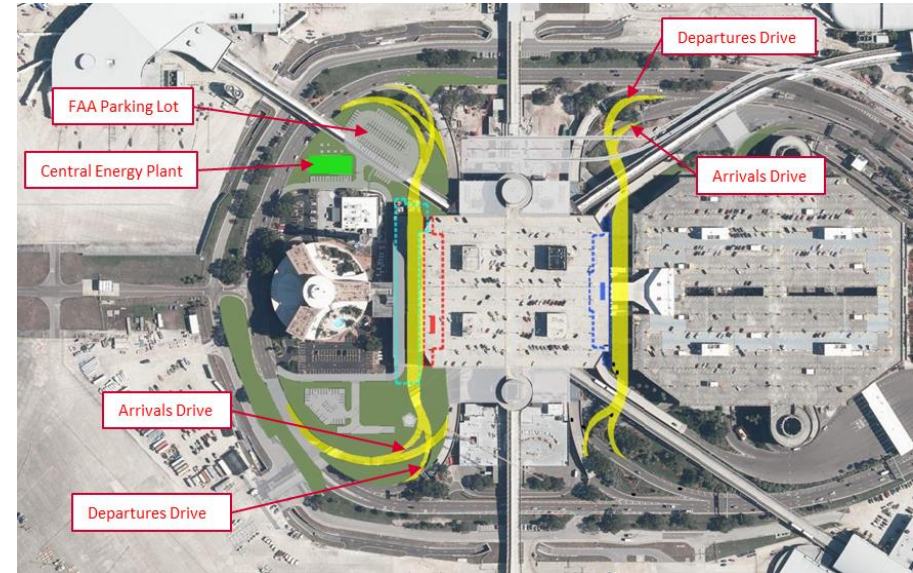 Departures Drive
FAA Parking Lot
Central Energy Plant
Arrivals Drive
Arrivals Drive
Departures Drive